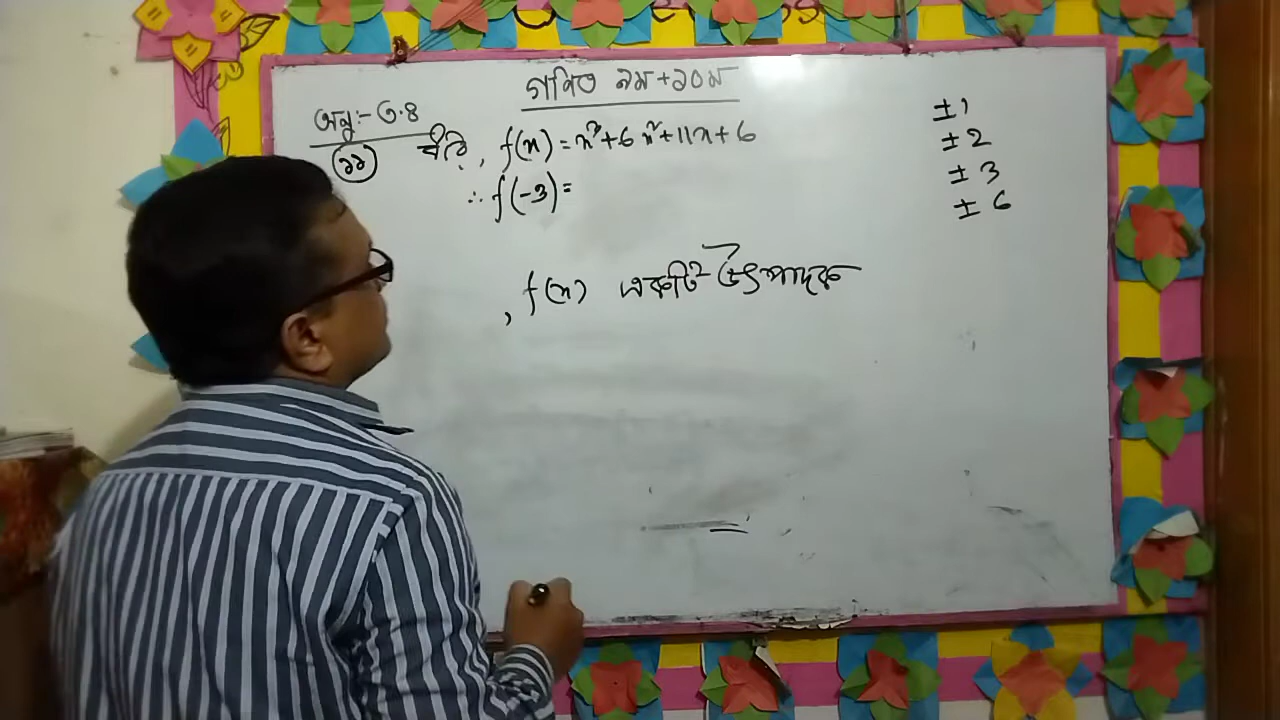 গণিত ৯ম+১০ম
অনুঃ- ৩.৪
(১১) ধরি, f(x) = x³+6x²+11x+6
∴ f(-3) =
, f(x) একটি উৎপাদক
±1
±2
±3
±6